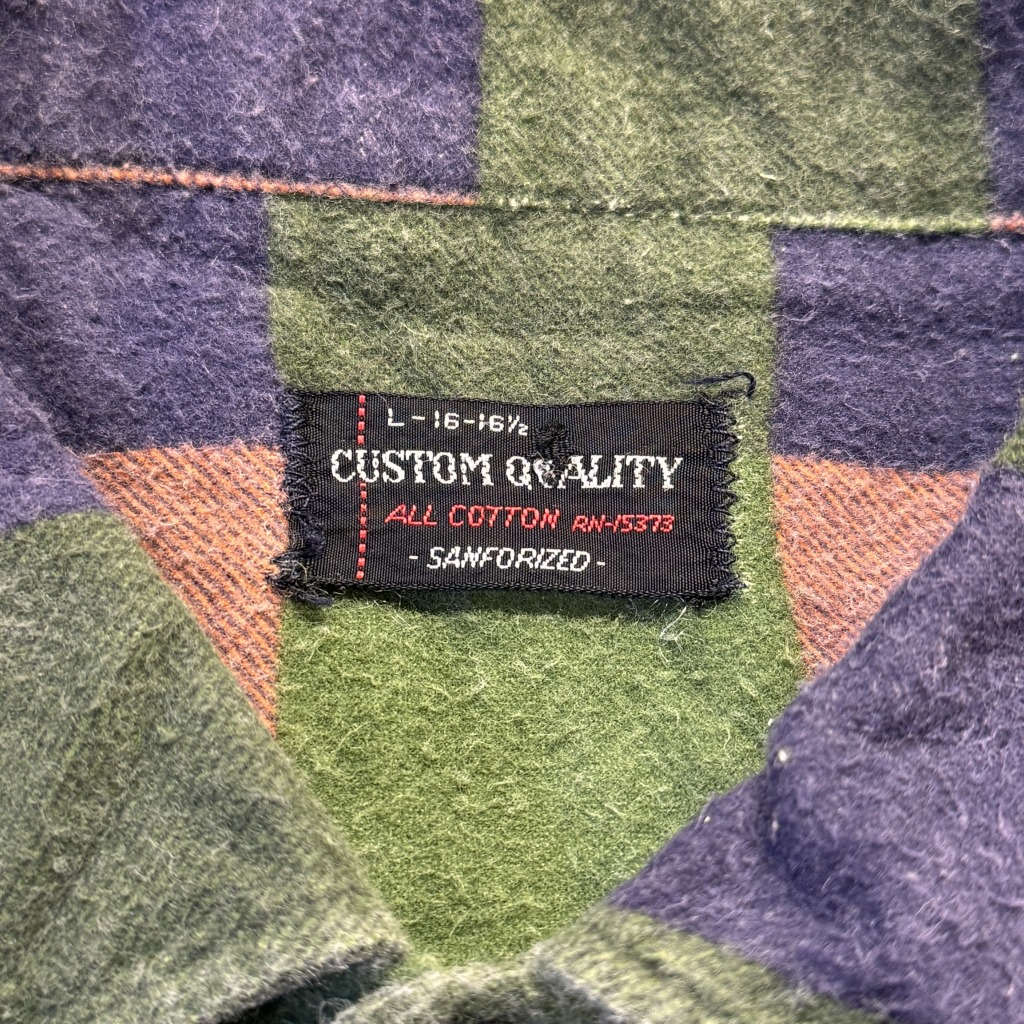 L-16-16½
CUSTOM QUALITY
ALL COTTON RN-15373
- SANFORIZED -